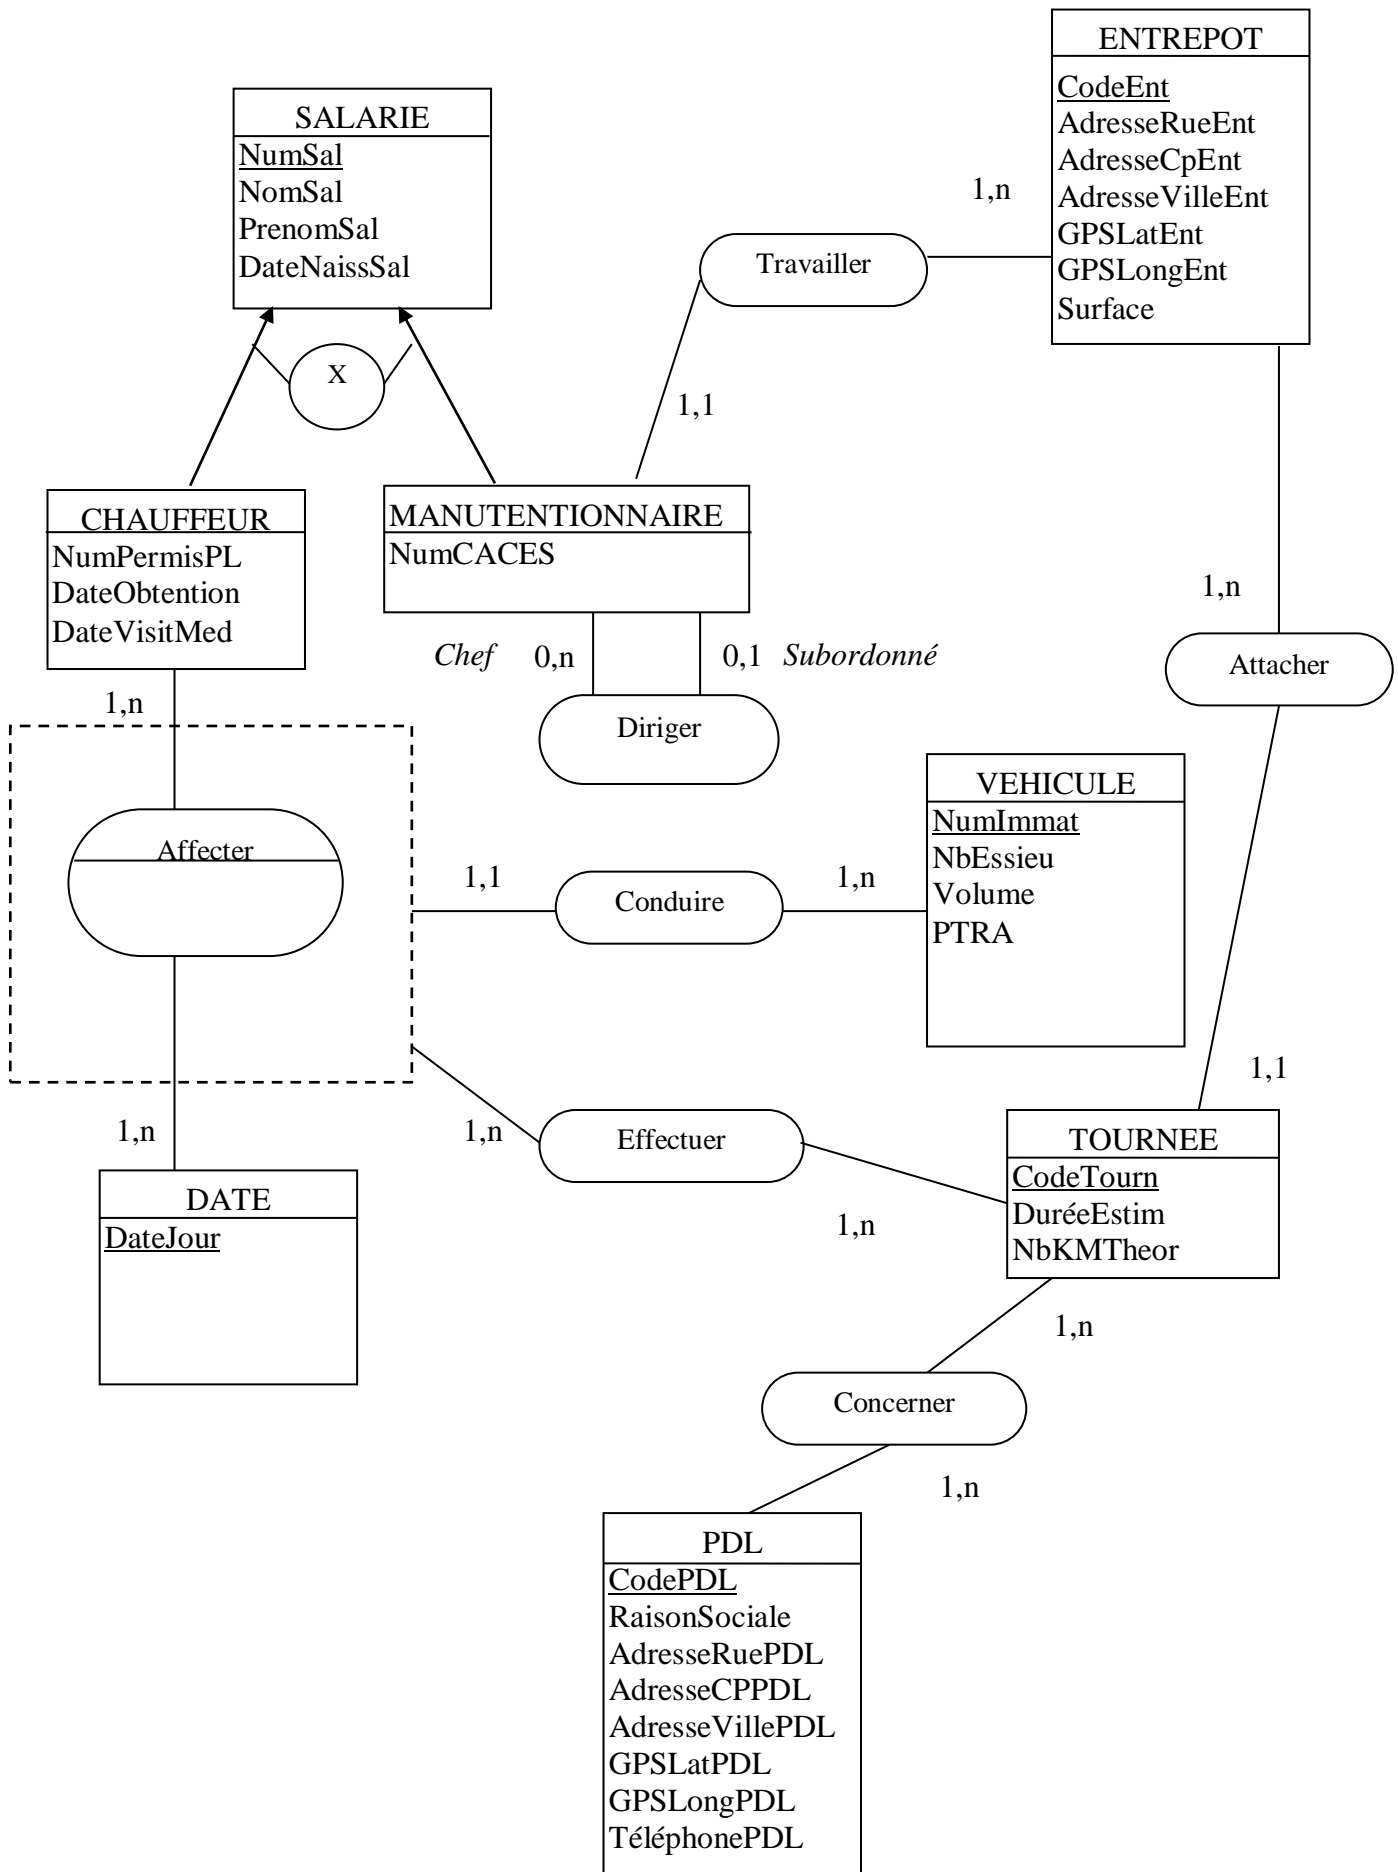 ENTREPOT
CodeEnt
AdresseRueEnt
AdresseCpEnt
AdresseVilleEnt
GPSLatEnt
GPSLongEnt
Surface
SALARIE
NumSal
NomSal
PrenomSal
DateNaissSal
1,n
Travailler
X
1,1
CHAUFFEUR
NumPermisPL
DateObtention
DateVisitMed
MANUTENTIONNAIRE
NumCACES
1,n
Chef 0,n 0,1 Subordonné
Attacher
1,n
Diriger
VEHICULE
NumImmat
NbEssieu
Volume
PTRA
Affecter
1,1
Conduire
1,n
1,1
1,n
1,n
Effectuer
1,n
TOURNEE
CodeTourn
DuréeEstim
NbKMTheor
DATE
DateJour
1,n
Concerner
1,n
PDL
CodePDL
RaisonSociale
AdresseRuePDL
AdresseCPPDL
AdresseVillePDL
GPSLatPDL
GPSLongPDL
TéléphonePDL